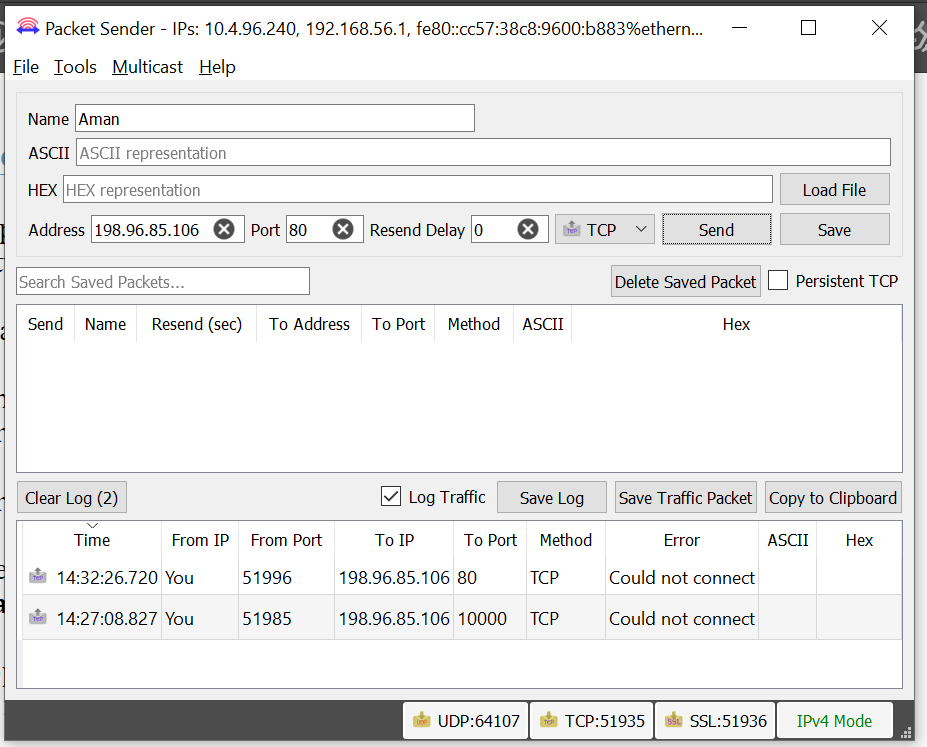 Packet Sender - IPs: 10.4.96.240, 192.168.56.1, fe80::cc57:38c8:9600:b883%ethern...
File Tools Multicast Help
Name Aman
ASCII ASCII representation
HEX HEX representation Load File
Address 198.96.85.106 Port 80 Resend Delay 0 TCP Send Save
Search Saved Packets... Delete Saved Packet Persistent TCP
Send Name Resend (sec) To Address To Port Method ASCII Hex
Clear Log (2) Log Traffic Save Log Save Traffic Packet Copy to Clipboard
Time From IP From Port To IP To Port Method Error ASCII Hex
TCP 14:32:26.720 You 51996 198.96.85.106 80 TCP Could not connect
TCP 14:27:08.827 You 51985 198.96.85.106 10000 TCP Could not connect
UDP UDP:64107 TCP TCP:51935 SSL SSL:51936 IPv4 Mode